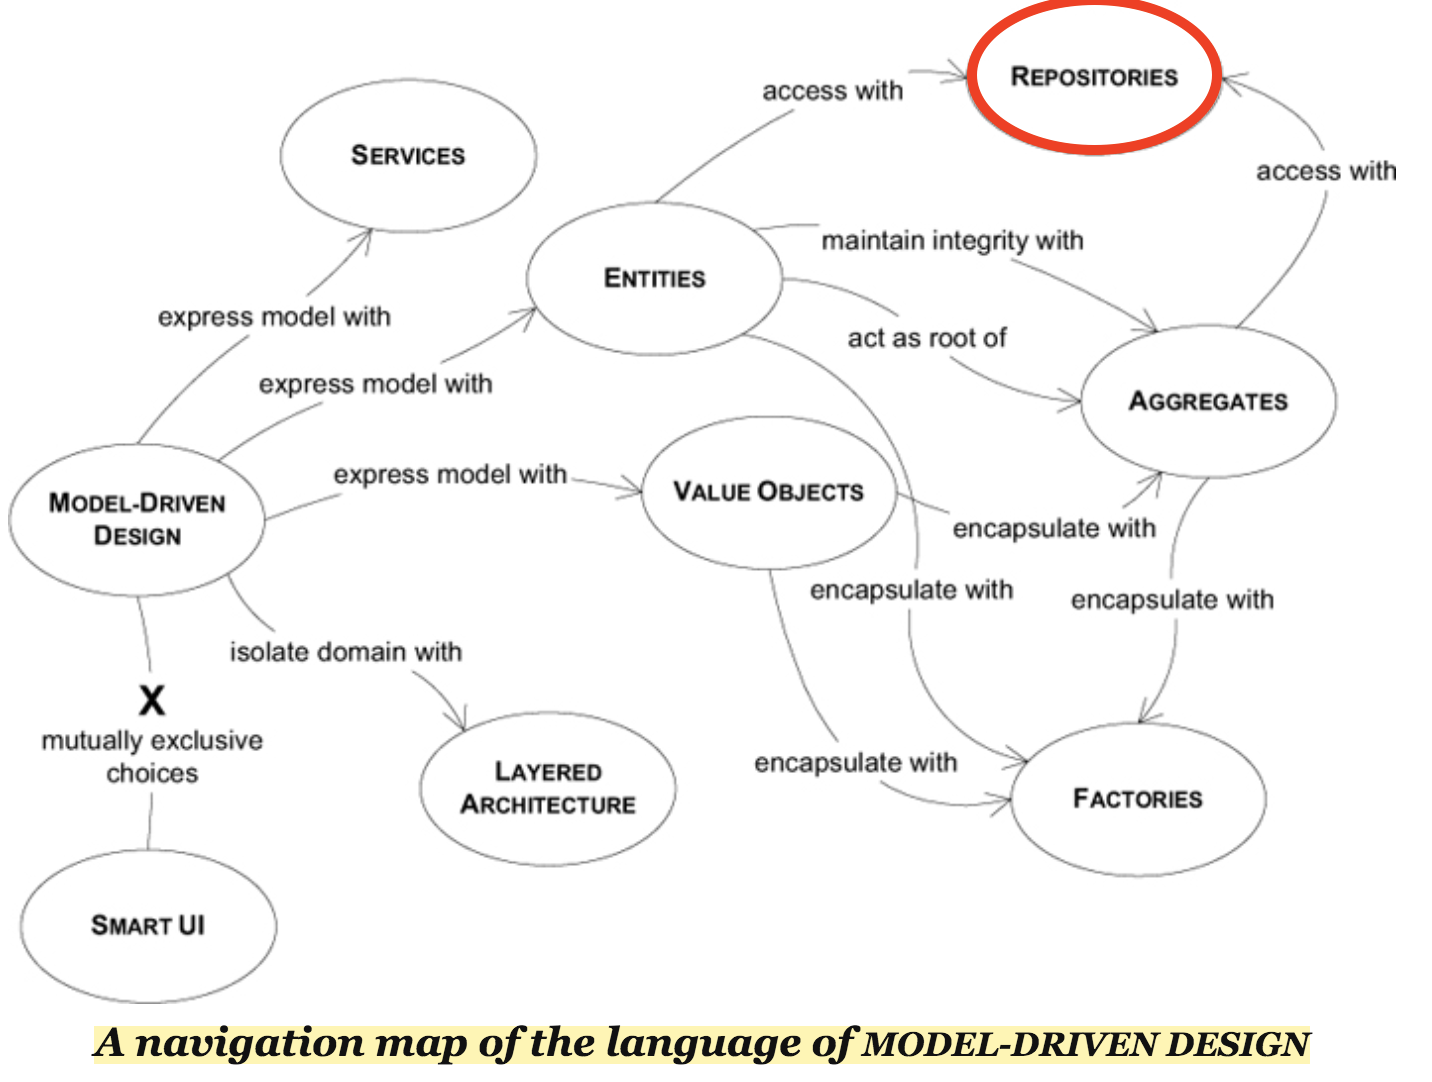 REPOSITORIES
access with
SERVICES
access with
maintain integrity with
ENTITIES
express model with
act as root of
express model with
AGGREGATES
express model with
VALUE OBJECTS
MODEL-DRIVEN
DESIGN
encapsulate with
encapsulate with
encapsulate with
isolate domain with
X
mutually exclusive
choices
encapsulate with
LAYERED
ARCHITECTURE
FACTORIES
SMART UI
A navigation map of the language of MODEL-DRIVEN DESIGN